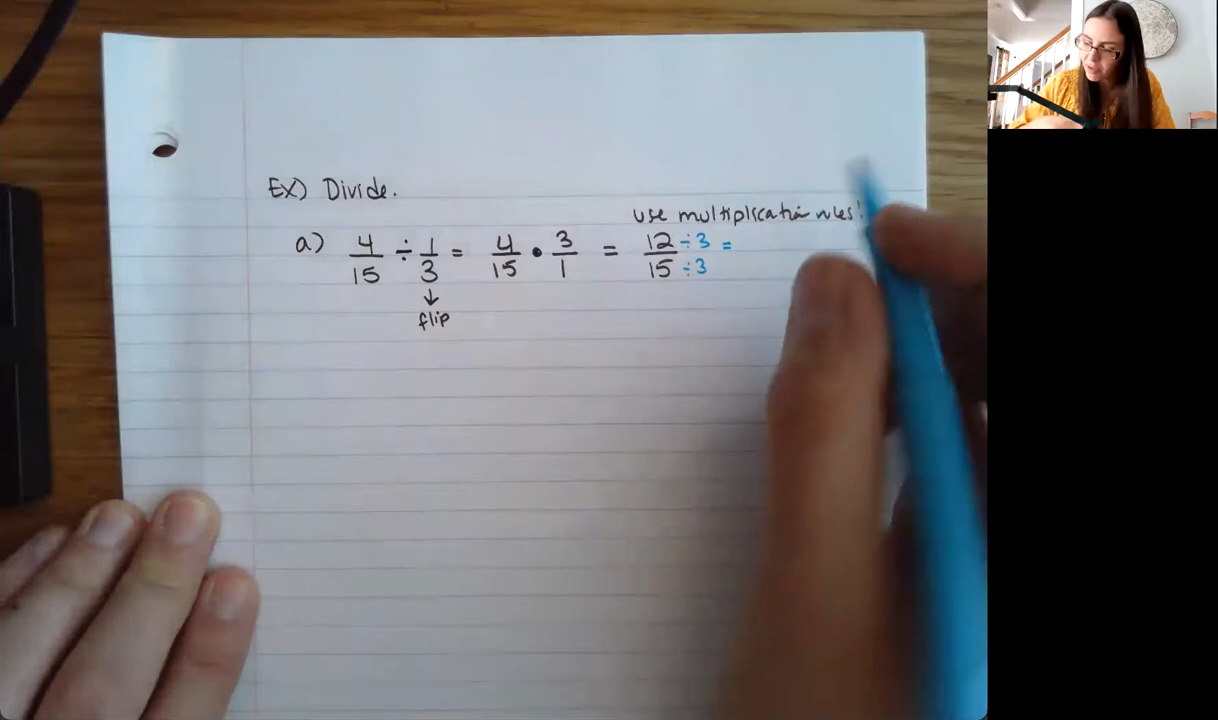 Ex) Divide.
use multiplication rules!
a) 4/15 ÷ 1/3 = 4/15 • 3/1 = 12÷3/15÷3 =
↓
flip